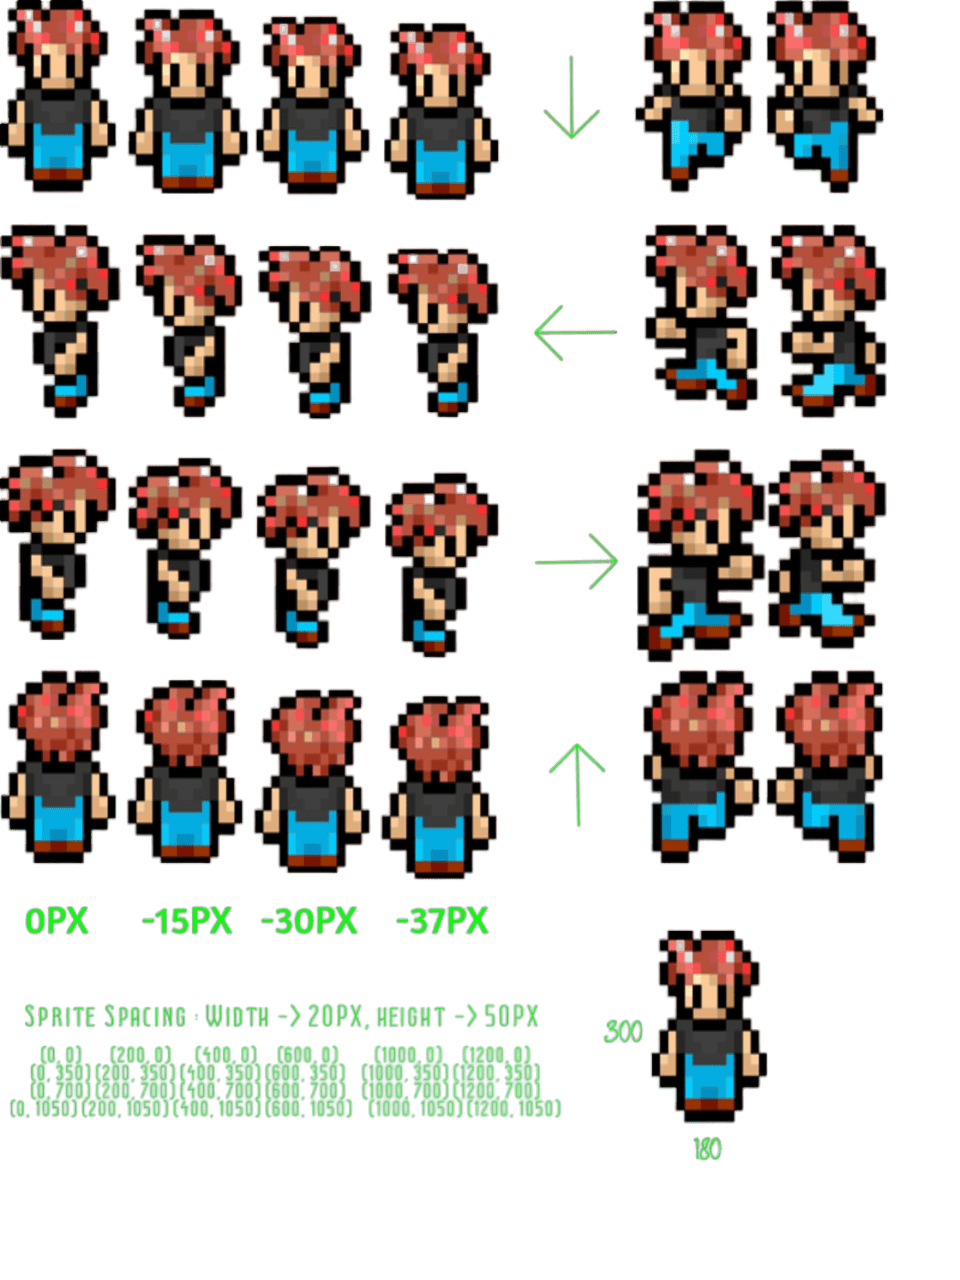 0PX -15PX -30PX -37PX
SPRITE SPACING : WIDTH -> 20PX, HEIGHT -> 50PX
300
(0, 0) (200, 0) (400, 0) (600, 0) (1000, 0) (1200, 0)
(0, 350) (200, 350) (400, 350) (600, 350) (1000, 350) (1200, 350)
(0, 700) (200, 700) (400, 700) (600, 700) (1000, 700) (1200, 700)
(0, 1050) (200, 1050) (400, 1050) (600, 1050) (1000, 1050) (1200, 1050)
180